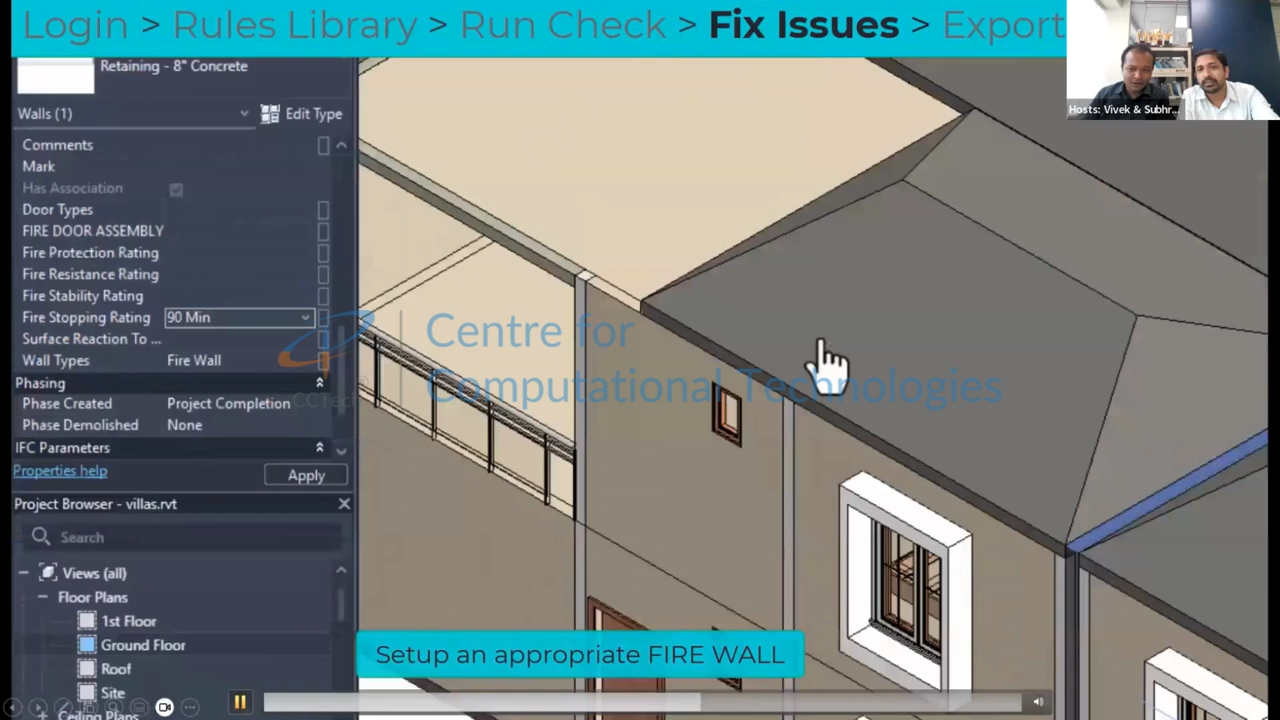 Login > Rules Library > Run Check > Fix Issues > Export
Hosts: Vivek & Subhr...
Retaining - 8" Concrete
Walls (1)
Edit Type
Comments
Mark
Has Association
Door Types
FIRE DOOR ASSEMBLY
Fire Protection Rating
Fire Resistance Rating
Fire Stability Rating
Fire Stopping Rating 90 Min
Surface Reaction To ...
Wall Types Fire Wall
Phasing
Phase Created Project Completion
Phase Demolished None
IFC Parameters
Properties help
Apply
Project Browser - villas.rvt
Search
Views (all)
Floor Plans
1st Floor
Ground Floor
Roof
Site
Ceiling Plans
Centre for
Computational Technologies
CCTech
Setup an appropriate FIRE WALL